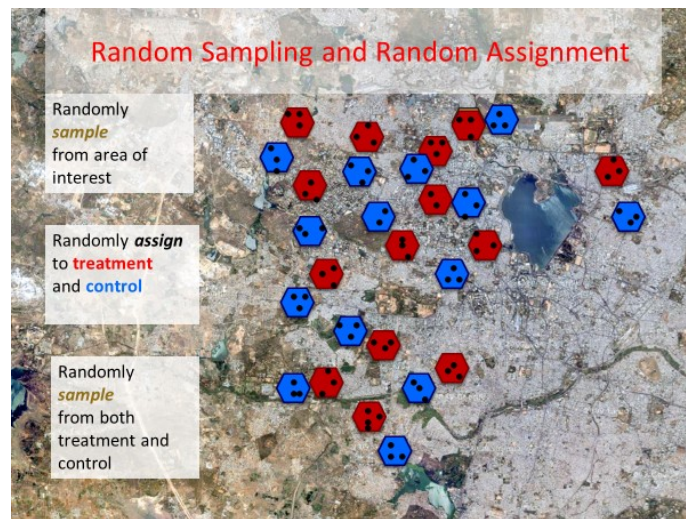 Random Sampling and Random Assignment
Randomly
sample
from area of
interest
Randomly assign
to treatment
and control
Randomly
sample
from both
treatment and
control